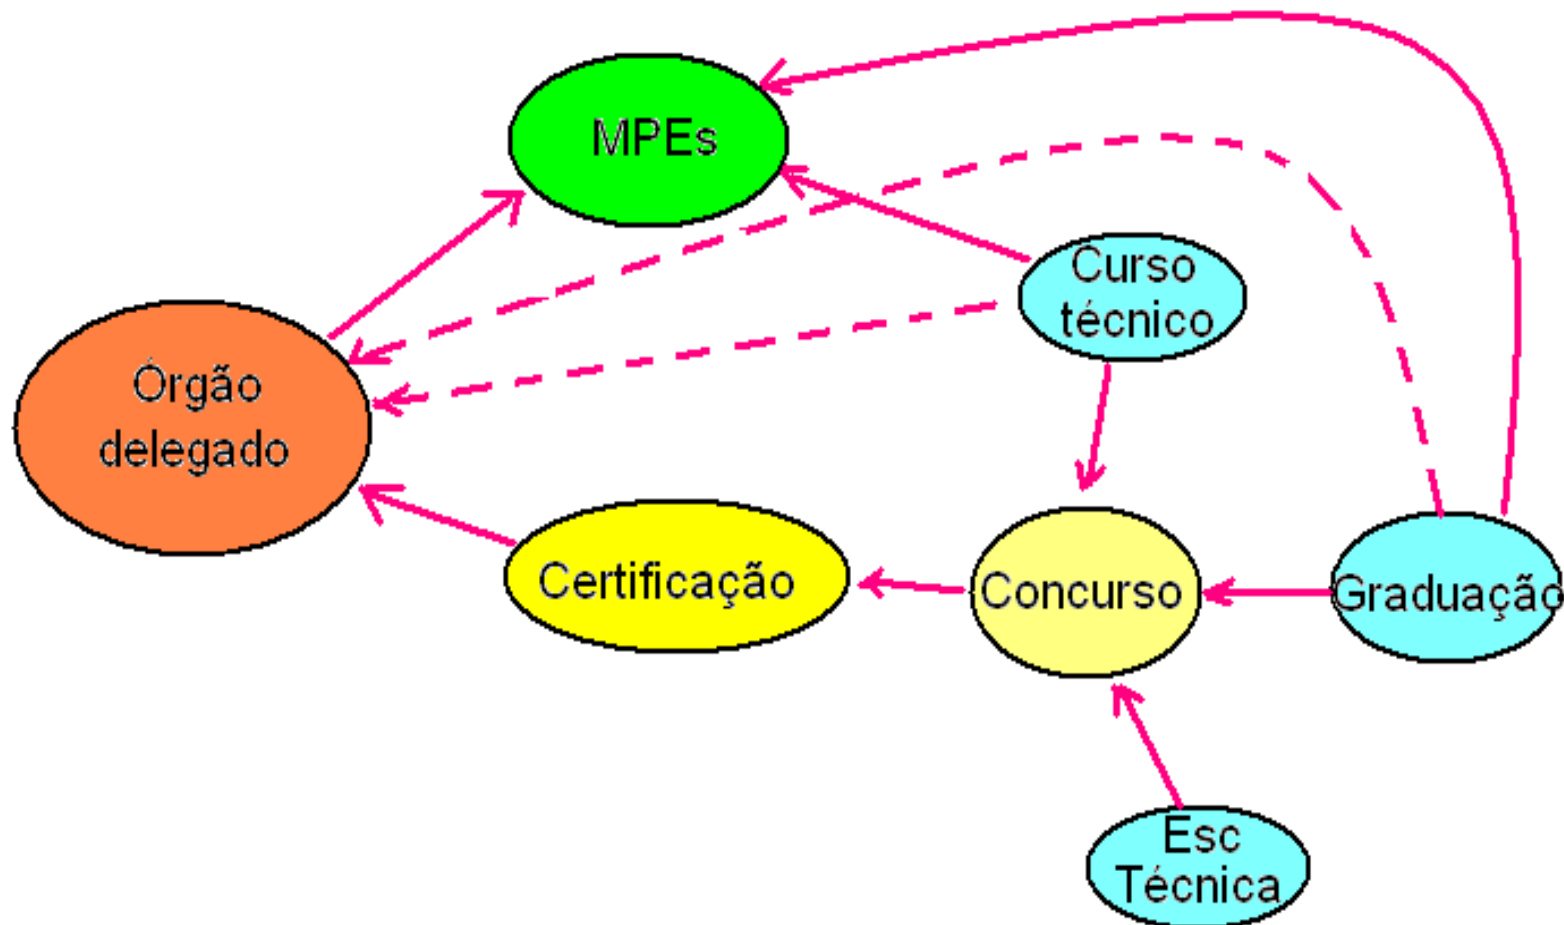 MPEs
Curso
técnico
Órgão
delegado
Certificação
Concurso
Graduação
Esc
Técnica